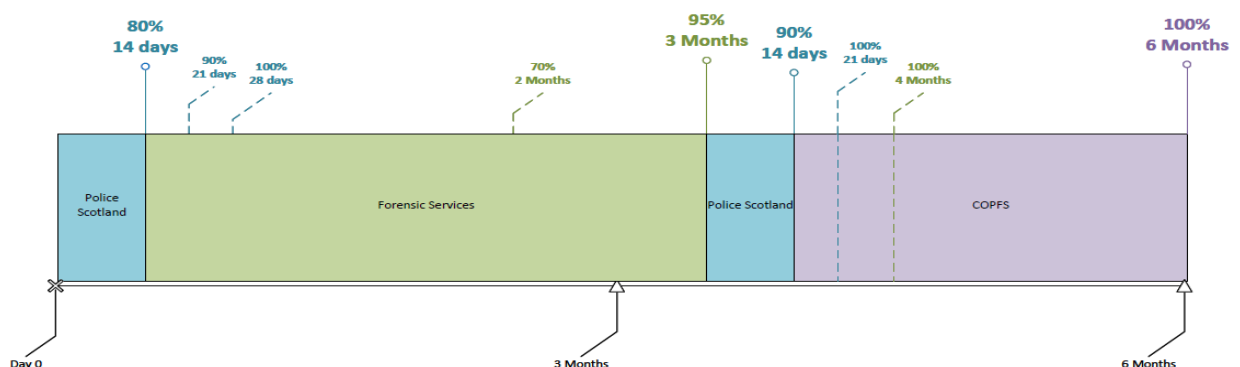 80%
14 days
90%
21 days
100%
28 days
70%
2 Months
95%
3 Months
90%
14 days
100%
21 days
100%
4 Months
100%
6 Months
Police
Scotland
Forensic Services
Police Scotland
COPFS
Day 0
3 Months
6 Months